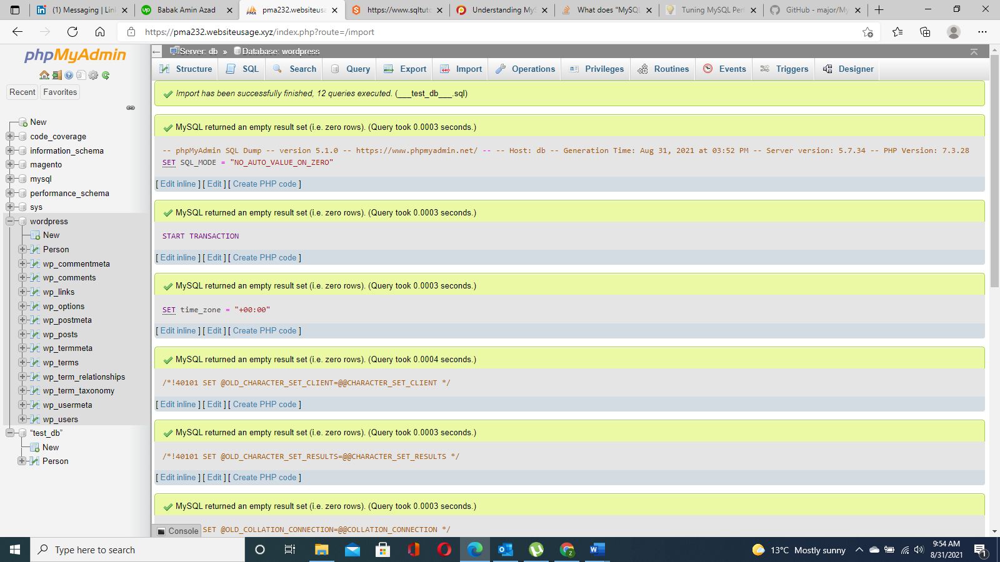 (1) Messaging | Lin
Babak Amin Azad
pma232.websiteusa
https://www.sqltuto
Understanding MyS
What does "MySQL
Tuning MySQL Per
GitHub - major/My
https://pma232.websiteusage.xyz/index.php?route=/import
phpMyAdmin
Recent
Favorites
New
code_coverage
information_schema
magento
mysql
performance_schema
sys
wordpress
New
Person
wp_commentmeta
wp_comments
wp_links
wp_options
wp_postmeta
wp_posts
wp_termmeta
wp_terms
wp_term_relationships
wp_term_taxonomy
wp_usermeta
wp_users
“test_db”
New
Person
Server: db » Database: wordpress
Structure SQL Search Query Export Import Operations Privileges Routines Events Triggers Designer
Import has been successfully finished, 12 queries executed. (___test_db___.sql)
MySQL returned an empty result set (i.e. zero rows). (Query took 0.0003 seconds.)
-- phpMyAdmin SQL Dump -- version 5.1.0 -- https://www.phpmyadmin.net/ -- -- Host: db -- Generation Time: Aug 31, 2021 at 03:52 PM -- Server version: 5.7.34 -- PHP Version: 7.3.28
SET SQL_MODE = "NO_AUTO_VALUE_ON_ZERO"
[ Edit inline ] [ Edit ] [ Create PHP code ]
MySQL returned an empty result set (i.e. zero rows). (Query took 0.0003 seconds.)
START TRANSACTION
[ Edit inline ] [ Edit ] [ Create PHP code ]
MySQL returned an empty result set (i.e. zero rows). (Query took 0.0003 seconds.)
SET time_zone = "+00:00"
[ Edit inline ] [ Edit ] [ Create PHP code ]
MySQL returned an empty result set (i.e. zero rows). (Query took 0.0004 seconds.)
/*!40101 SET @OLD_CHARACTER_SET_CLIENT=@@CHARACTER_SET_CLIENT */
[ Edit inline ] [ Edit ] [ Create PHP code ]
MySQL returned an empty result set (i.e. zero rows). (Query took 0.0003 seconds.)
/*!40101 SET @OLD_CHARACTER_SET_RESULTS=@@CHARACTER_SET_RESULTS */
[ Edit inline ] [ Edit ] [ Create PHP code ]
MySQL returned an empty result set (i.e. zero rows). (Query took 0.0003 seconds.)
SET @OLD_COLLATION_CONNECTION=@@COLLATION_CONNECTION */
Console
Type here to search
13°C Mostly sunny
9:54 AM
8/31/2021
1